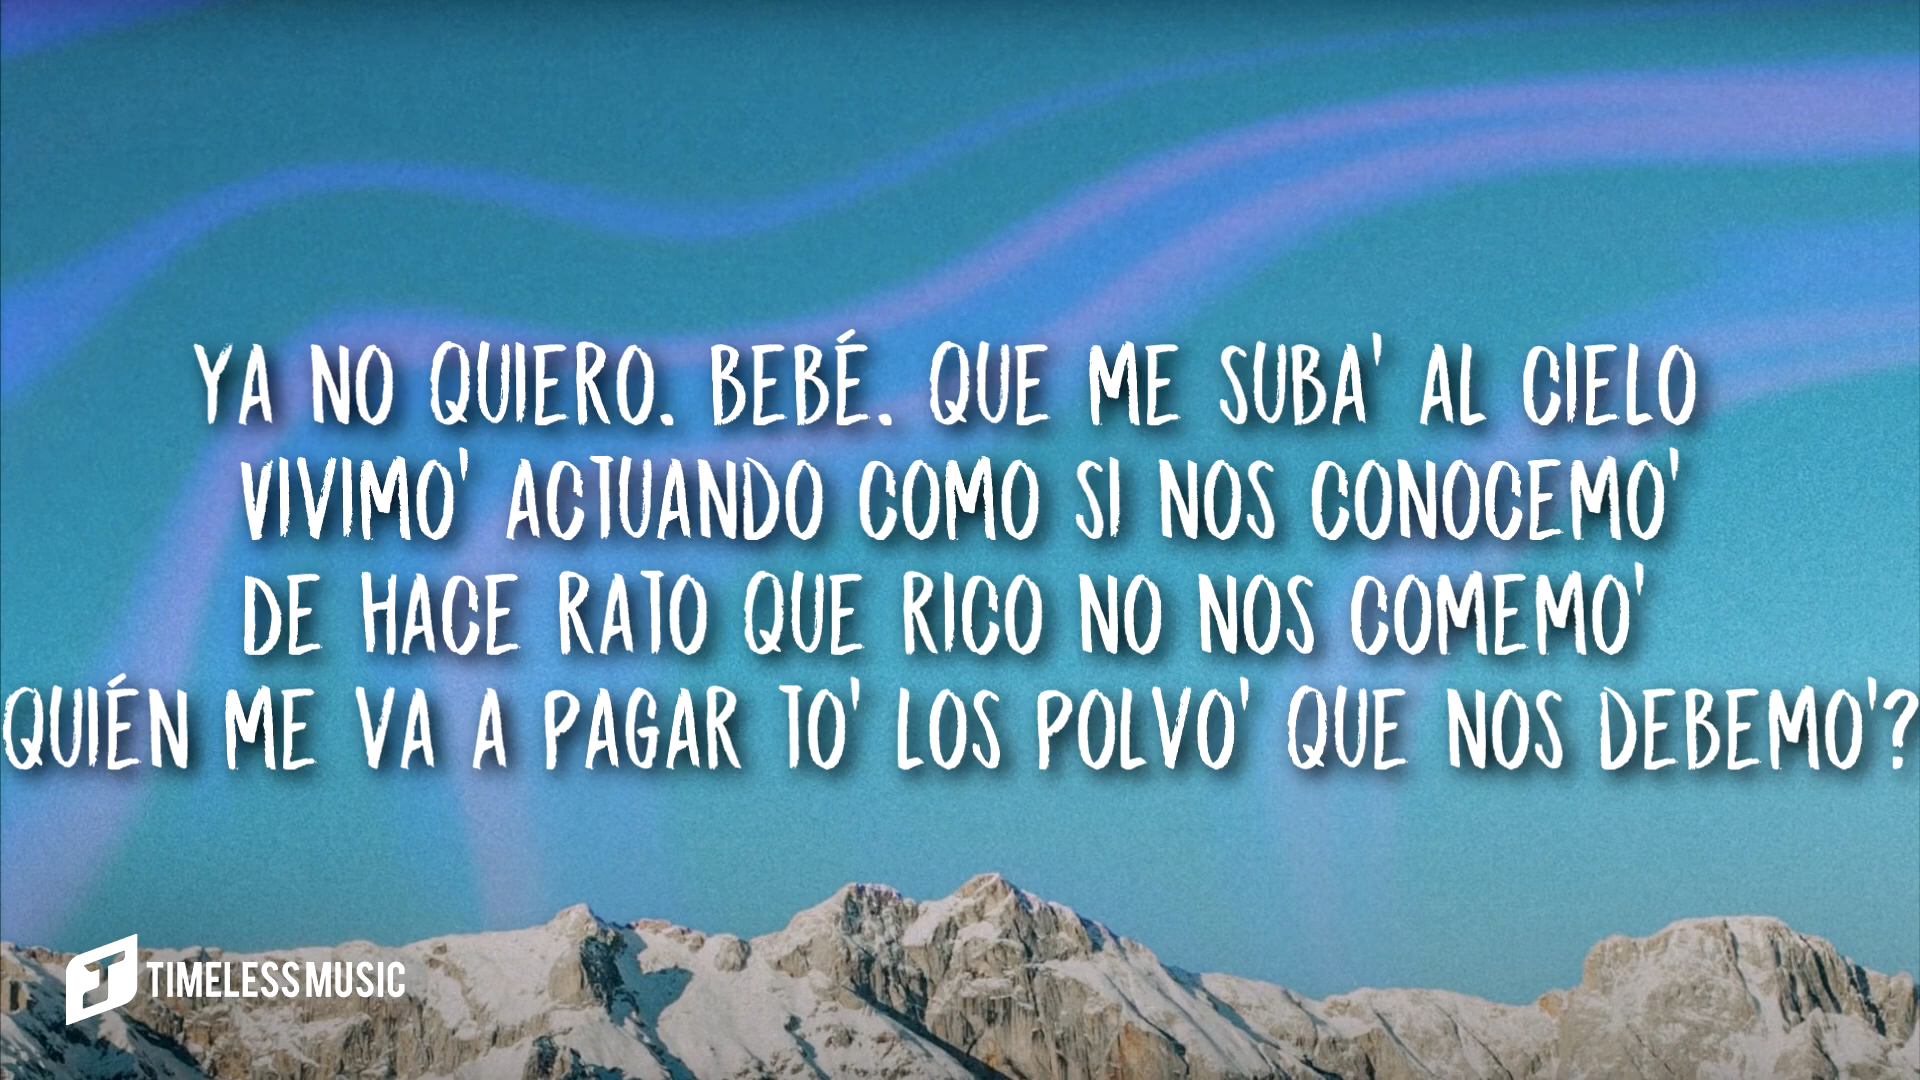 YA NO QUIERO. BEBÉ. QUE ME SUBA' AL CIELO
VIVIMO' ACTUANDO COMO SI NOS CONOCEMO'
DE HACE RATO QUE RICO NO NOS COMEMO'
QUIÉN ME VA A PAGAR TO' LOS POLVO' QUE NOS DEBEMO'?
TIMELESS MUSIC